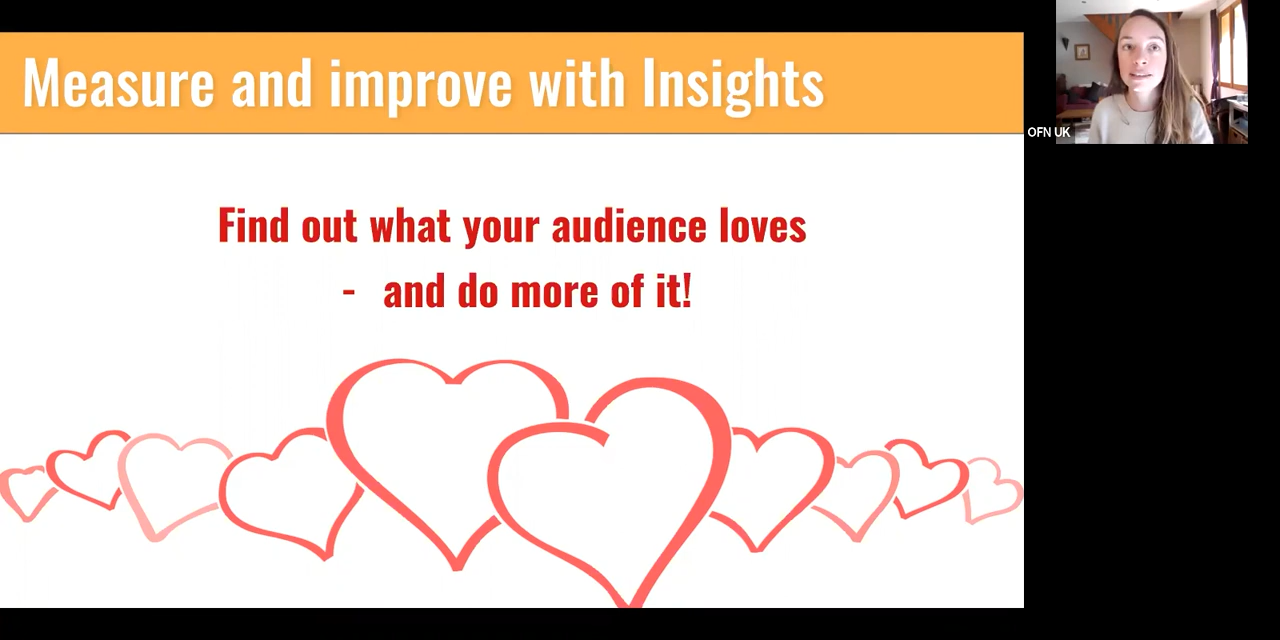 Measure and improve with Insights
Find out what your audience loves
- and do more of it!
OFN UK